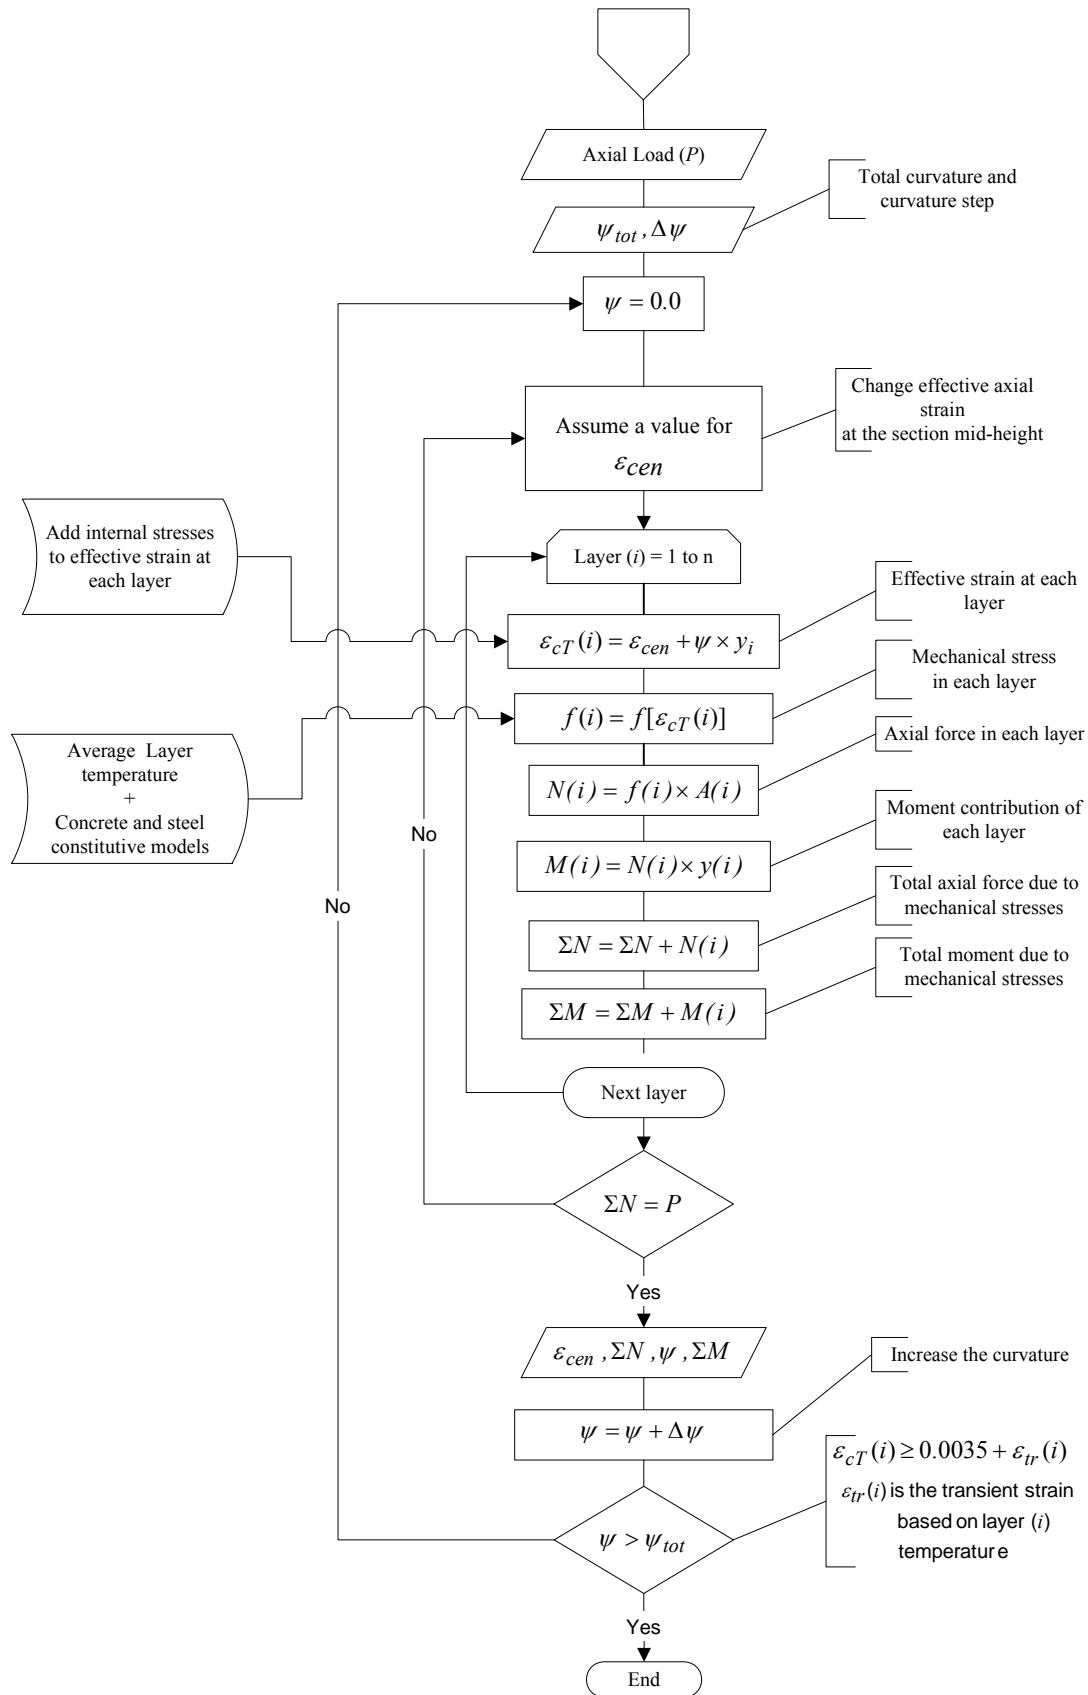 Axial Load (P)
Total curvature and
curvature step
ψtot , Δψ
ψ = 0.0
Change effective axial
strain
at the section mid-height
Assume a value for
εcen
Add internal stresses
to effective strain at
each layer
Layer (i) = 1 to n
Effective strain at each
layer
εcT (i) = εcen + ψ × yi
Mechanical stress
in each layer
f(i) = f[εcT (i)]
Axial force in each layer
Average Layer
temperature
+
Concrete and steel
constitutive models
N(i) = f(i) × A(i)
No
Moment contribution of
each layer
M(i) = N(i) × y(i)
No
Total axial force due to
mechanical stresses
ΣN = ΣN + N(i)
Total moment due to
mechanical stresses
ΣM = ΣM + M(i)
Next layer
ΣN = P
Yes
εcen , ΣN , ψ , ΣM
Increase the curvature
ψ = ψ + Δψ
εcT (i) ≥ 0.0035 + εtr (i)
εtr (i) is the transient strain
based on layer (i)
temperature
ψ > ψtot
Yes
End